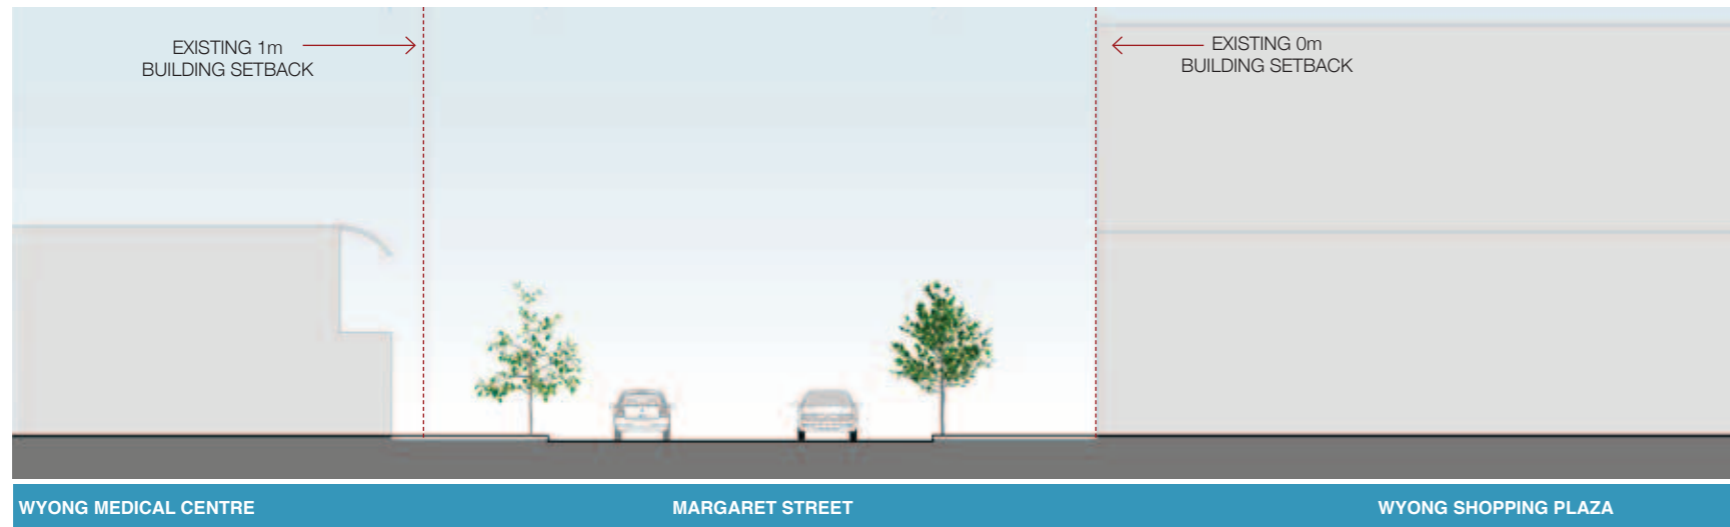 EXISTING 1m
BUILDING SETBACK
EXISTING 0m
BUILDING SETBACK
WYONG MEDICAL CENTRE
MARGARET STREET
WYONG SHOPPING PLAZA